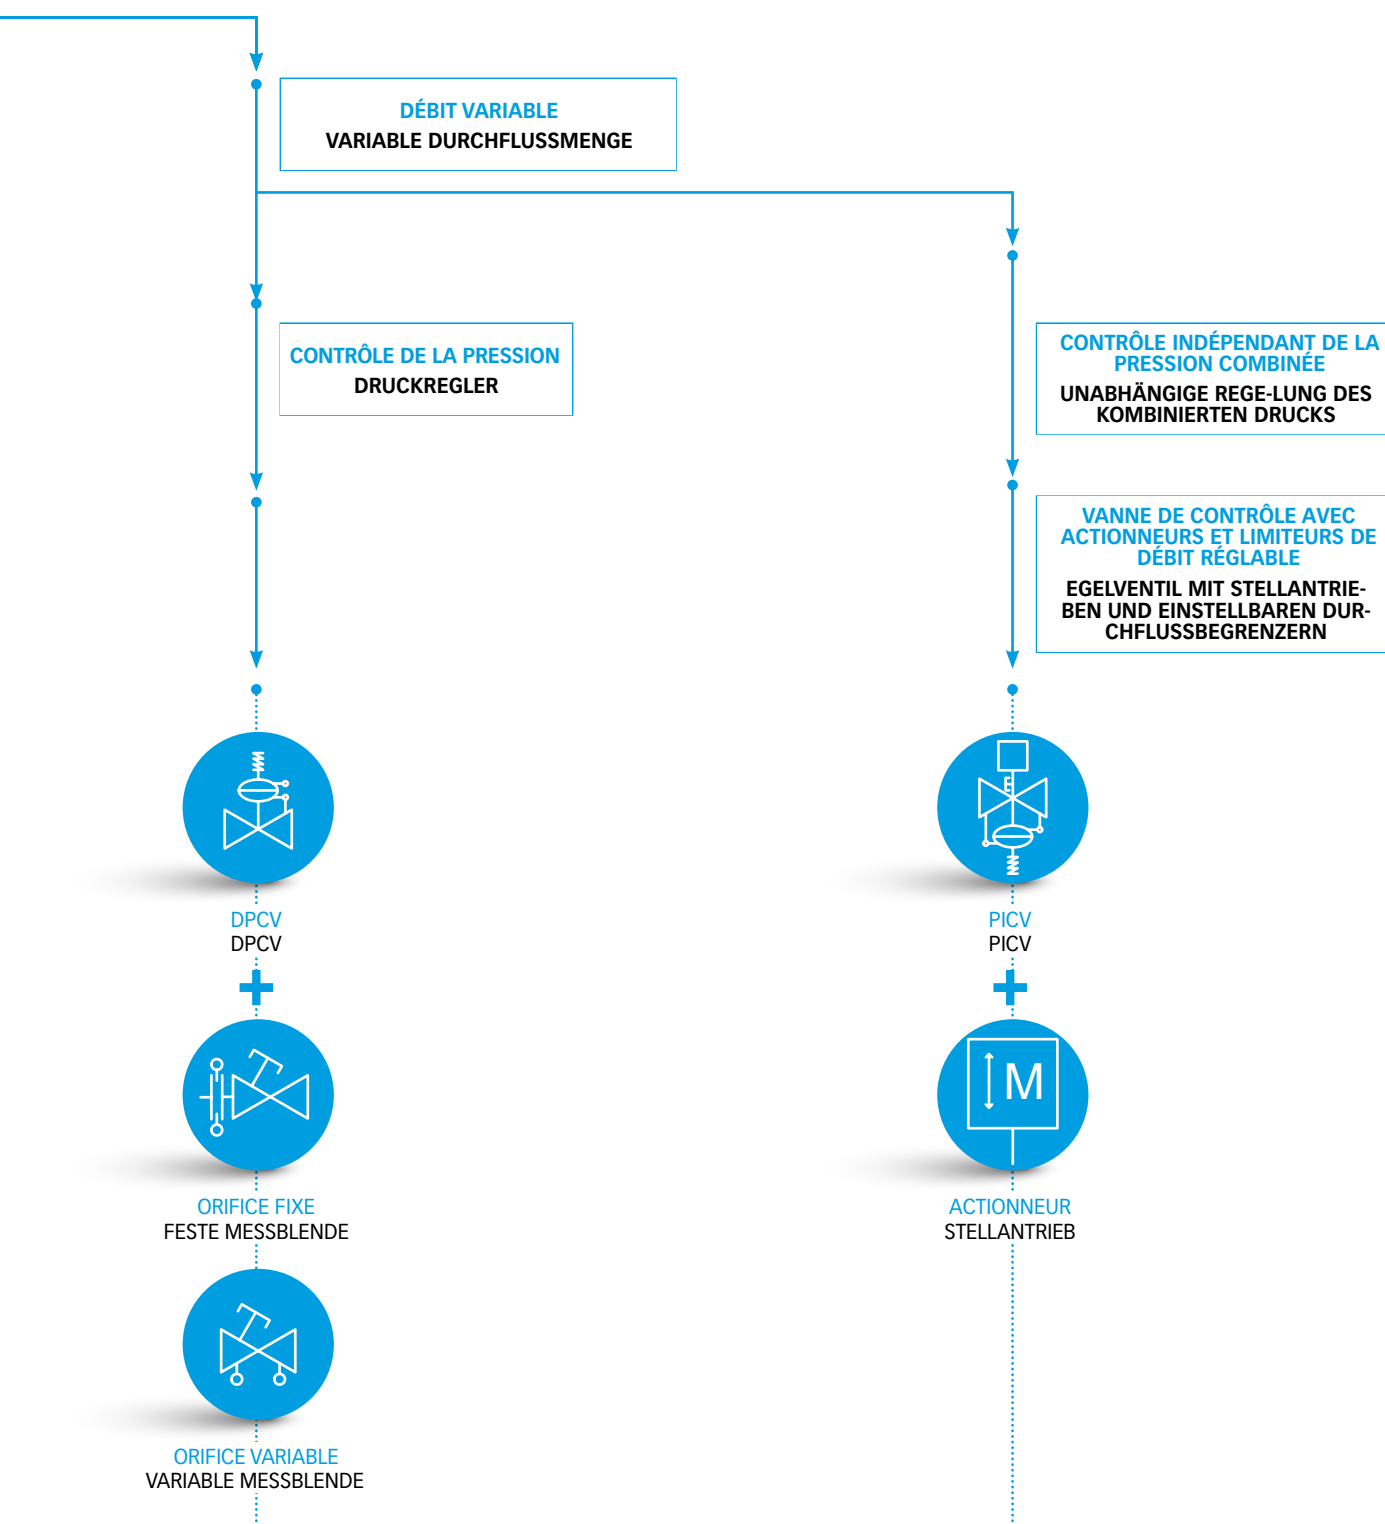 DÉBIT VARIABLE
VARIABLE DURCHFLUSSMENGE
CONTRÔLE DE LA PRESSION
DRUCKREGLER
CONTRÔLE INDÉPENDANT DE LA
PRESSION COMBINÉE
UNABHÄNGIGE REGE-LUNG DES
KOMBINIERTEN DRUCKS
VANNE DE CONTRÔLE AVEC
ACTIONNEURS ET LIMITEURS DE
DÉBIT RÉGLABLE
EGELVENTIL MIT STELLANTRIE-
BEN UND EINSTELLBAREN DUR-
CHFLUSSBEGRENZERN
DPCV
DPCV
+
ORIFICE FIXE
FESTE MESSBLENDE
ORIFICE VARIABLE
VARIABLE MESSBLENDE
PICV
PICV
+
M
ACTIONNEUR
STELLANTRIEB